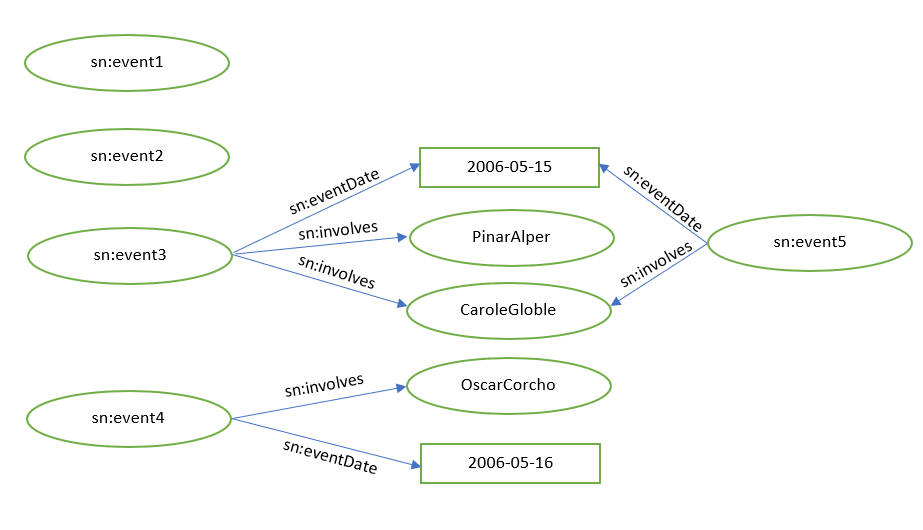 sn:event1
sn:event2
sn:eventDate
2006-05-15
sn:eventDate
sn:involves
PinarAlper
sn:event5
sn:event3
sn:involves
sn:involves
CaroleGloble
sn:involves
OscarCorcho
sn:event4
sn:eventDate
2006-05-16